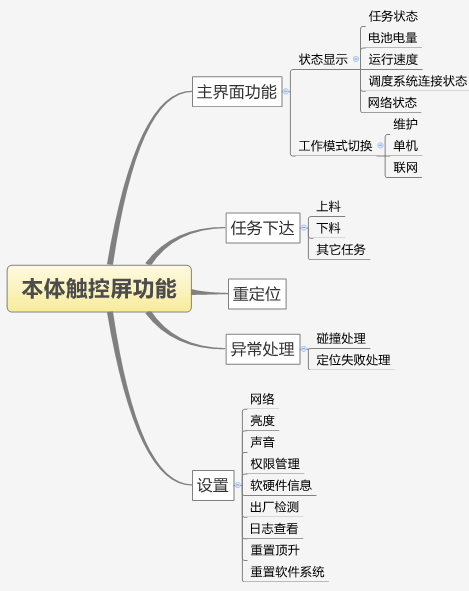 本体触控屏功能
主界面功能
状态显示
任务状态
电池电量
运行速度
调度系统连接状态
网络状态
工作模式切换
维护
单机
联网
任务下达
上料
下料
其它任务
重定位
异常处理
碰撞处理
定位失败处理
设置
网络
亮度
声音
权限管理
软硬件信息
出厂检测
日志查看
重置顶升
重置软件系统